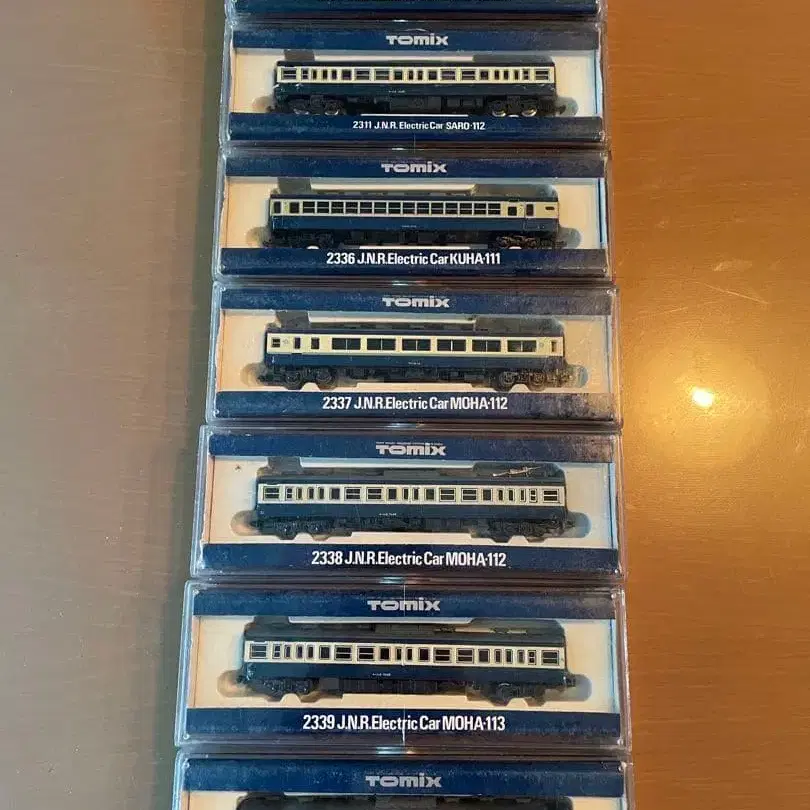 TOMIX
2311 J.N.R. Electric Car SARO-112
TOMIX
2336 J.N.R.Electric Car KUHA-111
TOMIX
2337 J.N.R.Electric Car MOHA-112
TOMIX
2338 J.N.R.Electric Car MOHA-112
TOMIX
2339 J.N.R.Electric Car MOHA-113
TOMIX